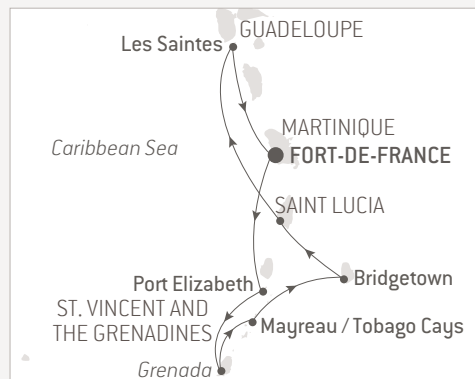 GUADELOUPE
Les Saintes
MARTINIQUE
Caribbean Sea
FORT-DE-FRANCE
SAINT LUCIA
Port Elizabeth
Bridgetown
ST. VINCENT AND
THE GRENADINES
Mayreau / Tobago Cays
Grenada